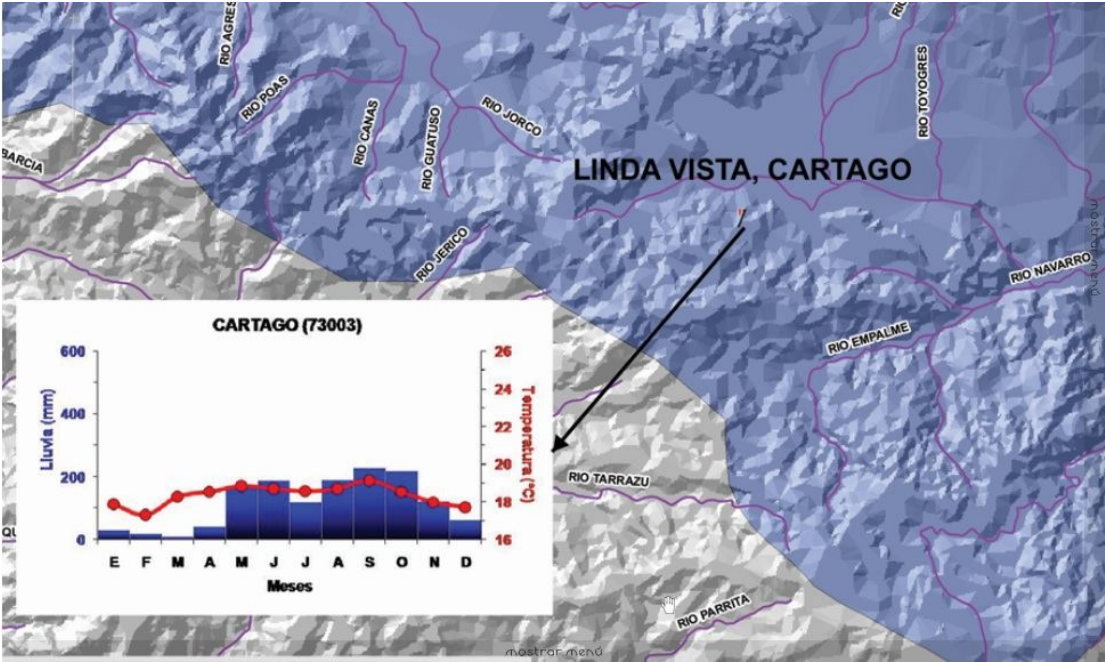 RIO AGRES
RIO POAS
RIO CANAS
RIO GUATUSO
RIO JORCO
RIO TOYOGRES
BARCIA
LINDA VISTA, CARTAGO
mostrar menú
RIO JERICO
RIO NAVARRO
RIO EMPALME
CARTAGO (73003)
600
400
200
0
Lluvia (mm)
26
24
22
20
18
16
Temperatura (°C)
E F M A M J J A S O N D
Meses
RIO TARRAZU
RIO PARRITA
mostrar menú